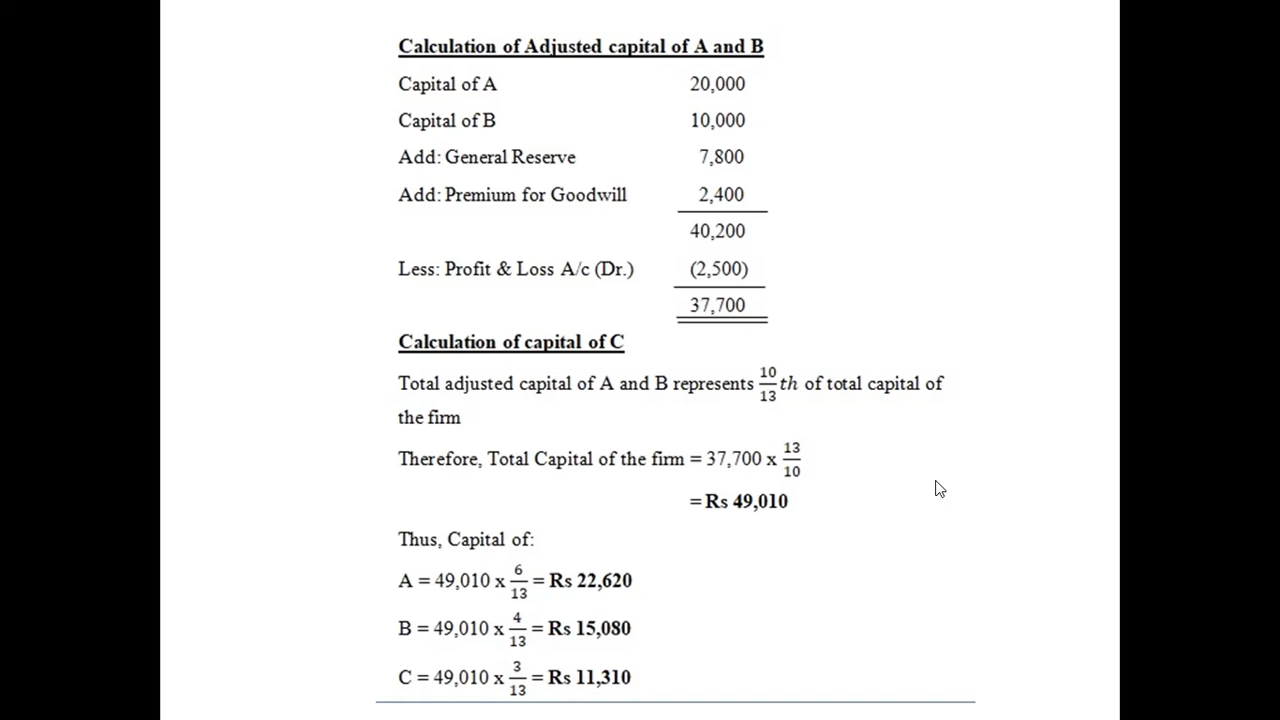 Calculation of Adjusted capital of A and B
Capital of A 20,000
Capital of B 10,000
Add: General Reserve 7,800
Add: Premium for Goodwill 2,400
40,200
Less: Profit & Loss A/c (Dr.) (2,500)
37,700
Calculation of capital of C
Total adjusted capital of A and B represents 10/13 th of total capital of
the firm
Therefore, Total Capital of the firm = 37,700 x 13/10
= Rs 49,010
Thus, Capital of:
A = 49,010 x 6/13 = Rs 22,620
B = 49,010 x 4/13 = Rs 15,080
C = 49,010 x 3/13 = Rs 11,310